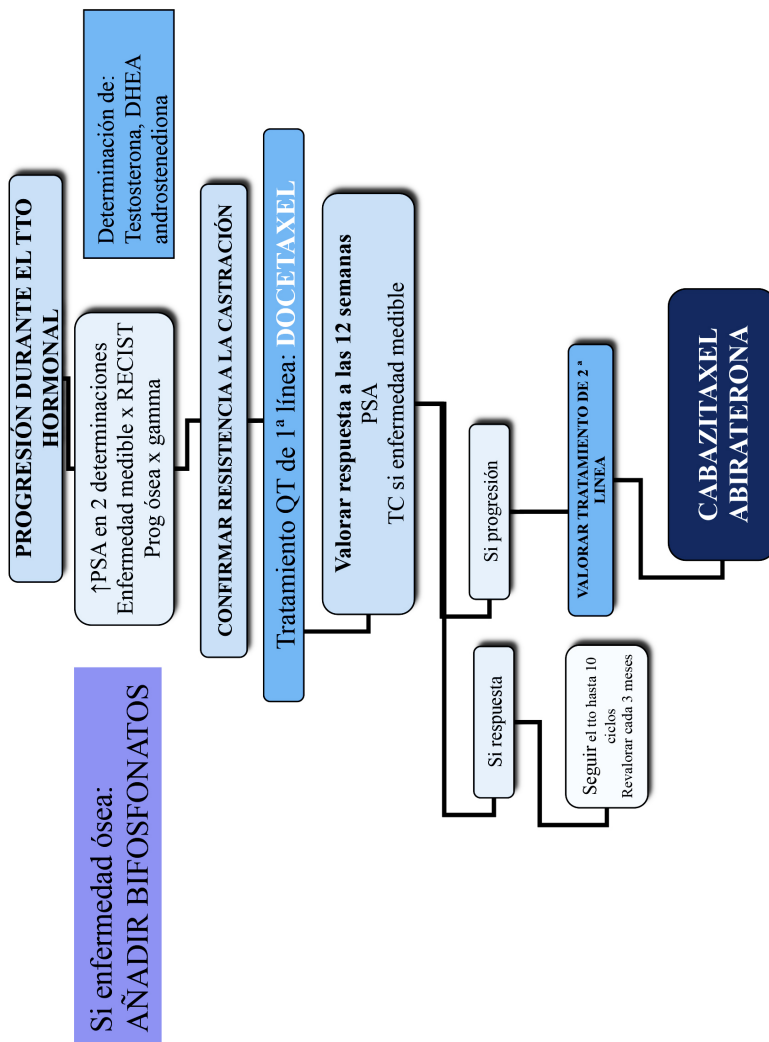 PROGRESIÓN DURANTE EL TTO
HORMONAL
Si enfermedad ósea:
AÑADIR BIFOSFONATOS
↑PSA en 2 determinaciones
Enfermedad medible x RECIST
Prog ósea x gamma
Determinación de:
Testosterona, DHEA
androstenediona
CONFIRMAR RESISTENCIA A LA CASTRACIÓN
Tratamiento QT de 1ª línea: DOCETAXEL
Valorar respuesta a las 12 semanas
PSA
TC si enfermedad medible
Si respuesta
Si progresión
Seguir el tto hasta 10
ciclos
Revalorar cada 3 meses
VALORAR TRATAMIENTO DE 2ª
LINEA
CABAZITAXEL
ABIRATERONA